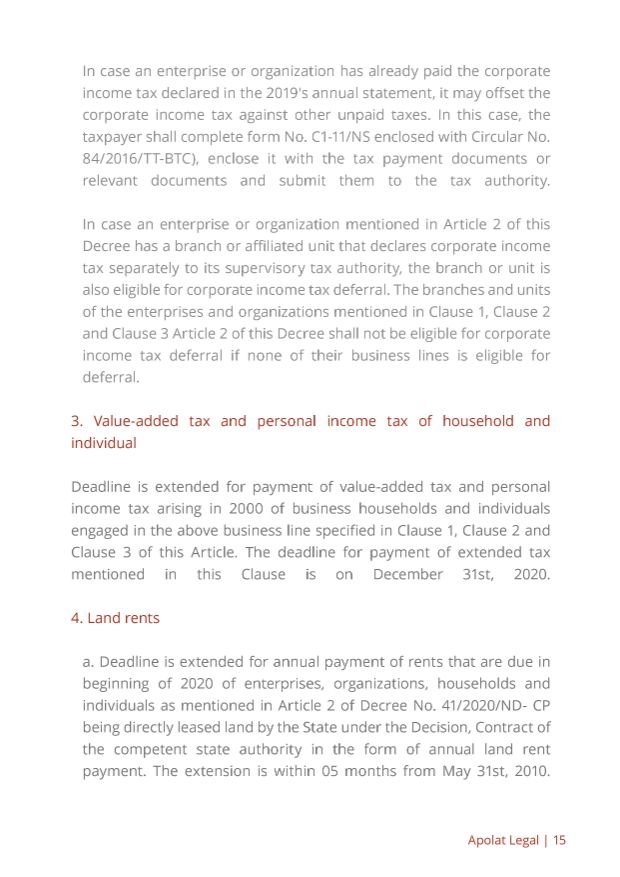 In case an enterprise or organization has already paid the corporate
income tax declared in the 2019's annual statement, it may offset the
corporate income tax against other unpaid taxes. In this case, the
taxpayer shall complete form No. C1-11/NS enclosed with Circular No.
84/2016/TT-BTC), enclose it with the tax payment documents or
relevant documents and submit them to the tax authority.
In case an enterprise or organization mentioned in Article 2 of this
Decree has a branch or affiliated unit that declares corporate income
tax separately to its supervisory tax authority, the branch or unit is
also eligible for corporate income tax deferral. The branches and units
of the enterprises and organizations mentioned in Clause 1, Clause 2
and Clause 3 Article 2 of this Decree shall not be eligible for corporate
income tax deferral if none of their business lines is eligible for
deferral.
3. Value-added tax and personal income tax of household and
individual
Deadline is extended for payment of value-added tax and personal
income tax arising in 2000 of business households and individuals
engaged in the above business line specified in Clause 1, Clause 2 and
Clause 3 of this Article. The deadline for payment of extended tax
mentioned in this Clause is on December 31st, 2020.
4. Land rents
a. Deadline is extended for annual payment of rents that are due in
beginning of 2020 of enterprises, organizations, households and
individuals as mentioned in Article 2 of Decree No. 41/2020/ND- CP
being directly leased land by the State under the Decision, Contract of
the competent state authority in the form of annual land rent
payment. The extension is within 05 months from May 31st, 2010.
Apolat Legal | 15